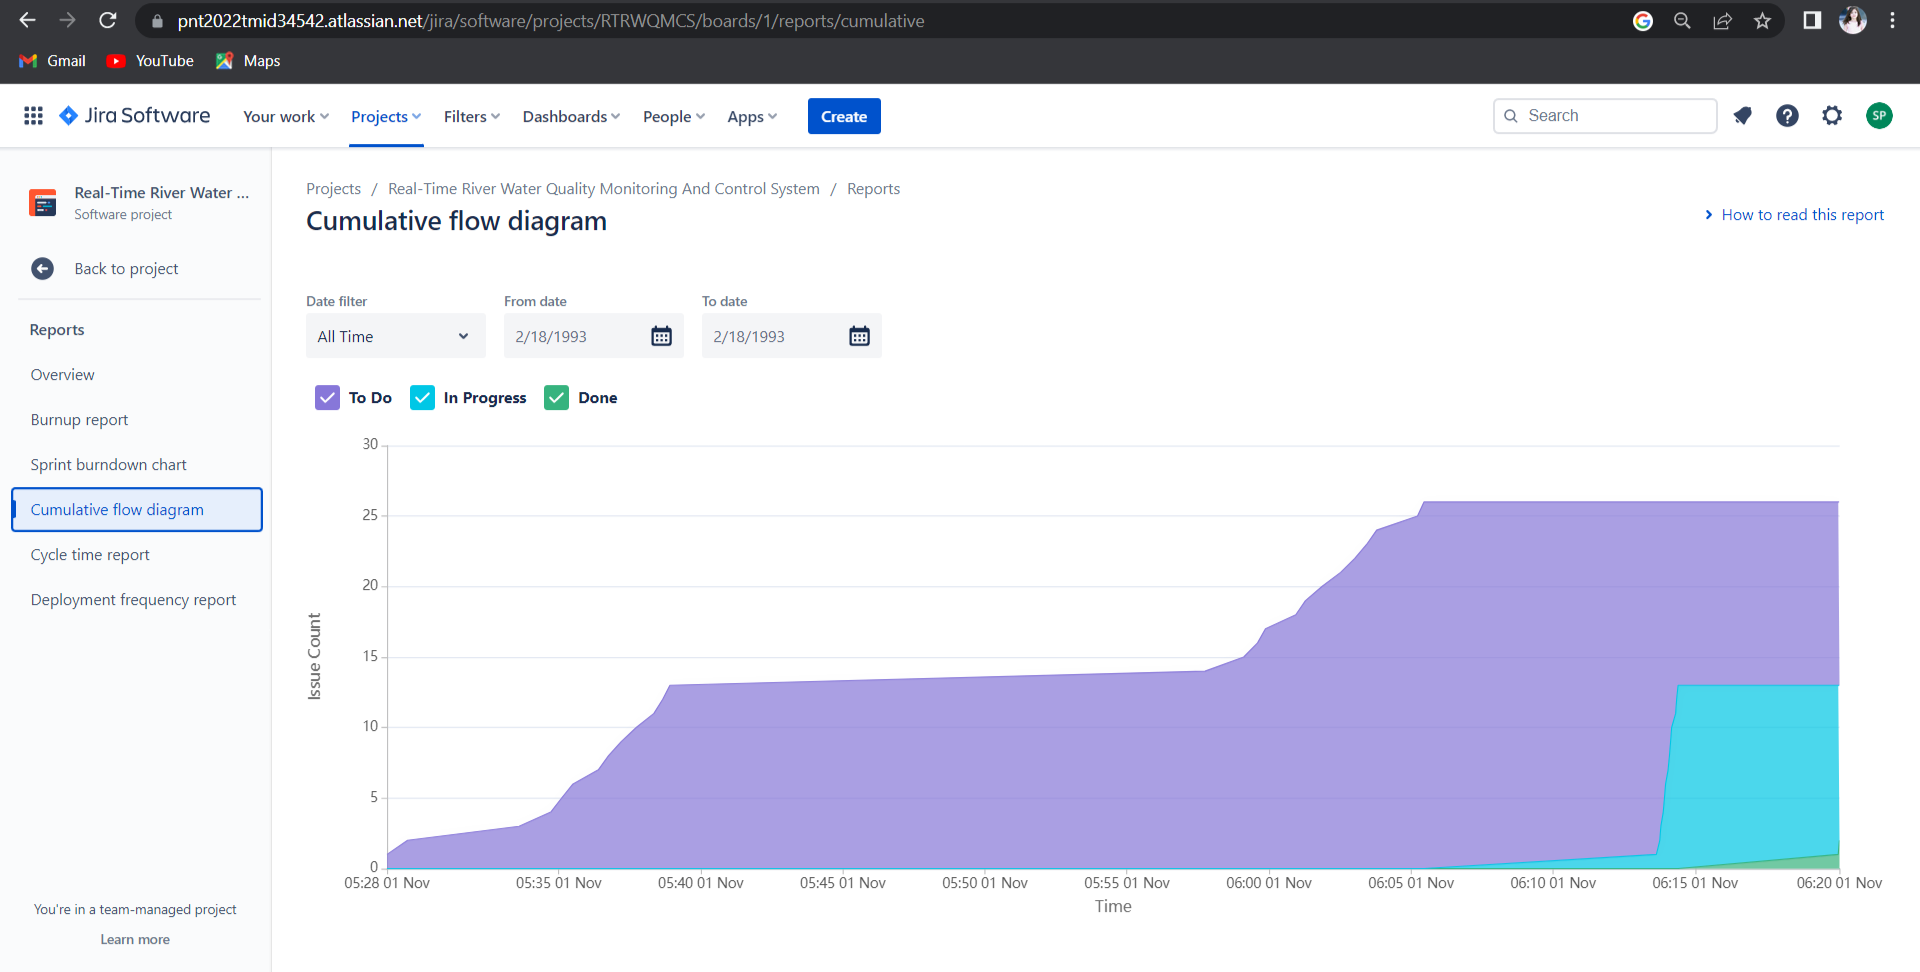 pnt2022tmid34542.atlassian.net/jira/software/projects/RTRWQMCS/boards/1/reports/cumulative
Gmail YouTube Maps
Jira Software Your work Projects Filters Dashboards People Apps Create Search SP
Real-Time River Water ...
Software project
Back to project
Reports
Overview
Burnup report
Sprint burndown chart
Cumulative flow diagram
Cycle time report
Deployment frequency report
You're in a team-managed project
Learn more
Projects / Real-Time River Water Quality Monitoring And Control System / Reports
Cumulative flow diagram
How to read this report
Date filter From date To date
All Time 2/18/1993 2/18/1993
To Do In Progress Done
30
25
20
15
10
5
0
Issue Count
05:28 01 Nov 05:35 01 Nov 05:40 01 Nov 05:45 01 Nov 05:50 01 Nov 05:55 01 Nov 06:00 01 Nov 06:05 01 Nov 06:10 01 Nov 06:15 01 Nov 06:20 01 Nov
Time